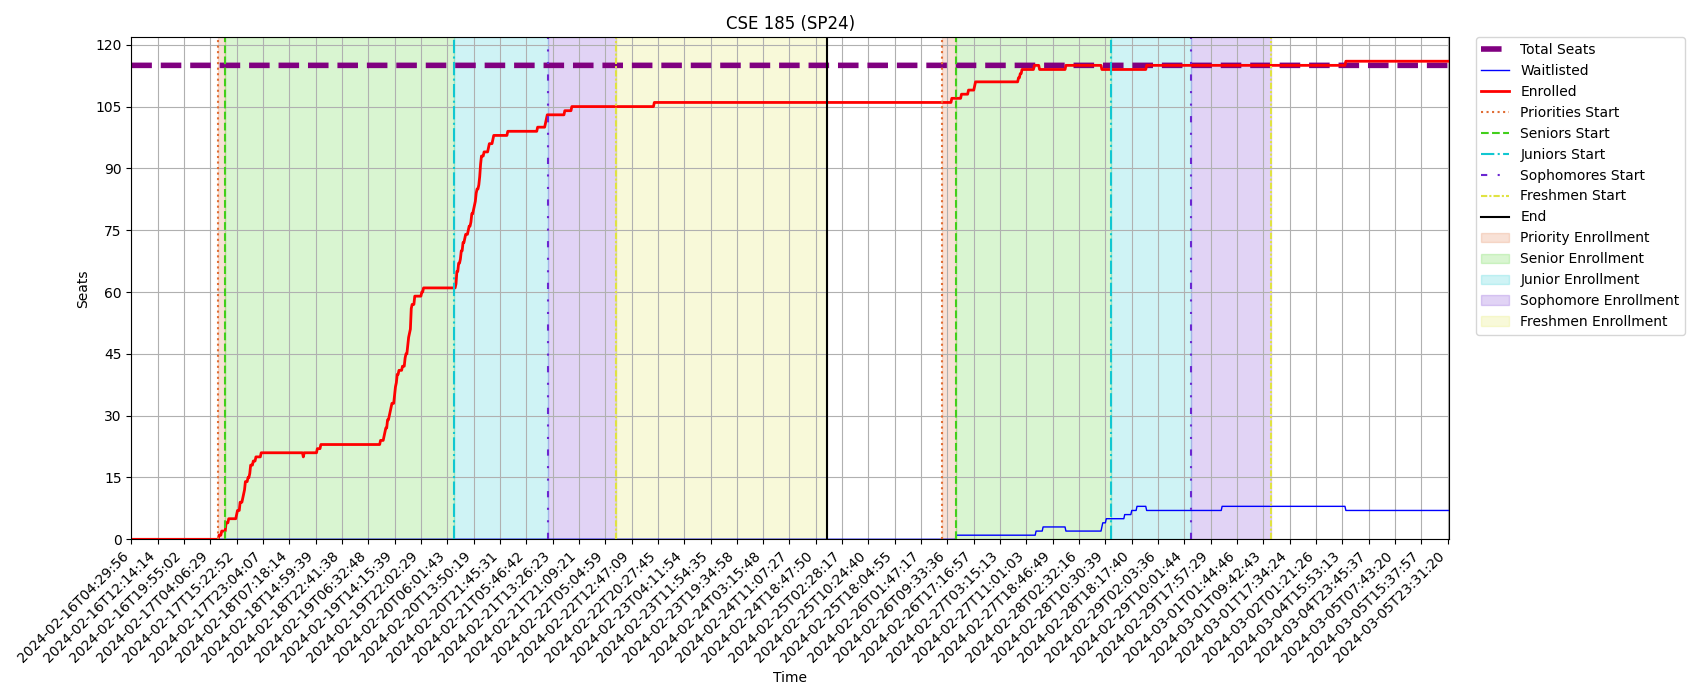 CSE 185 (SP24)
120
105
90
75
60
45
30
15
0
Seats
2024-02-16T04:29:56
2024-02-16T12:14:14
2024-02-16T19:55:02
2024-02-17T04:06:29
2024-02-17T15:22:52
2024-02-17T23:04:07
2024-02-18T07:18:14
2024-02-18T14:59:39
2024-02-18T22:41:38
2024-02-19T06:32:48
2024-02-19T14:15:39
2024-02-19T22:02:29
2024-02-20T06:01:43
2024-02-20T13:50:19
2024-02-20T21:45:31
2024-02-21T05:46:42
2024-02-21T13:26:23
2024-02-21T21:09:21
2024-02-22T05:04:59
2024-02-22T12:47:09
2024-02-22T20:27:45
2024-02-23T04:11:54
2024-02-23T11:54:35
2024-02-23T19:34:58
2024-02-24T03:15:48
2024-02-24T11:07:27
2024-02-24T18:47:50
2024-02-25T02:28:17
2024-02-25T10:24:40
2024-02-25T18:04:55
2024-02-26T01:47:17
2024-02-26T09:33:36
2024-02-26T17:16:57
2024-02-27T03:15:13
2024-02-27T11:01:03
2024-02-27T18:46:49
2024-02-28T02:32:16
2024-02-28T10:30:39
2024-02-28T18:17:40
2024-02-29T02:03:36
2024-02-29T10:01:44
2024-02-29T17:57:29
2024-03-01T01:44:46
2024-03-01T09:42:43
2024-03-01T17:34:24
2024-03-02T01:21:26
2024-03-04T15:53:13
2024-03-04T23:45:37
2024-03-05T07:43:20
2024-03-05T15:37:57
2024-03-05T23:31:20
Time
Total Seats
Waitlisted
Enrolled
Priorities Start
Seniors Start
Juniors Start
Sophomores Start
Freshmen Start
End
Priority Enrollment
Senior Enrollment
Junior Enrollment
Sophomore Enrollment
Freshmen Enrollment